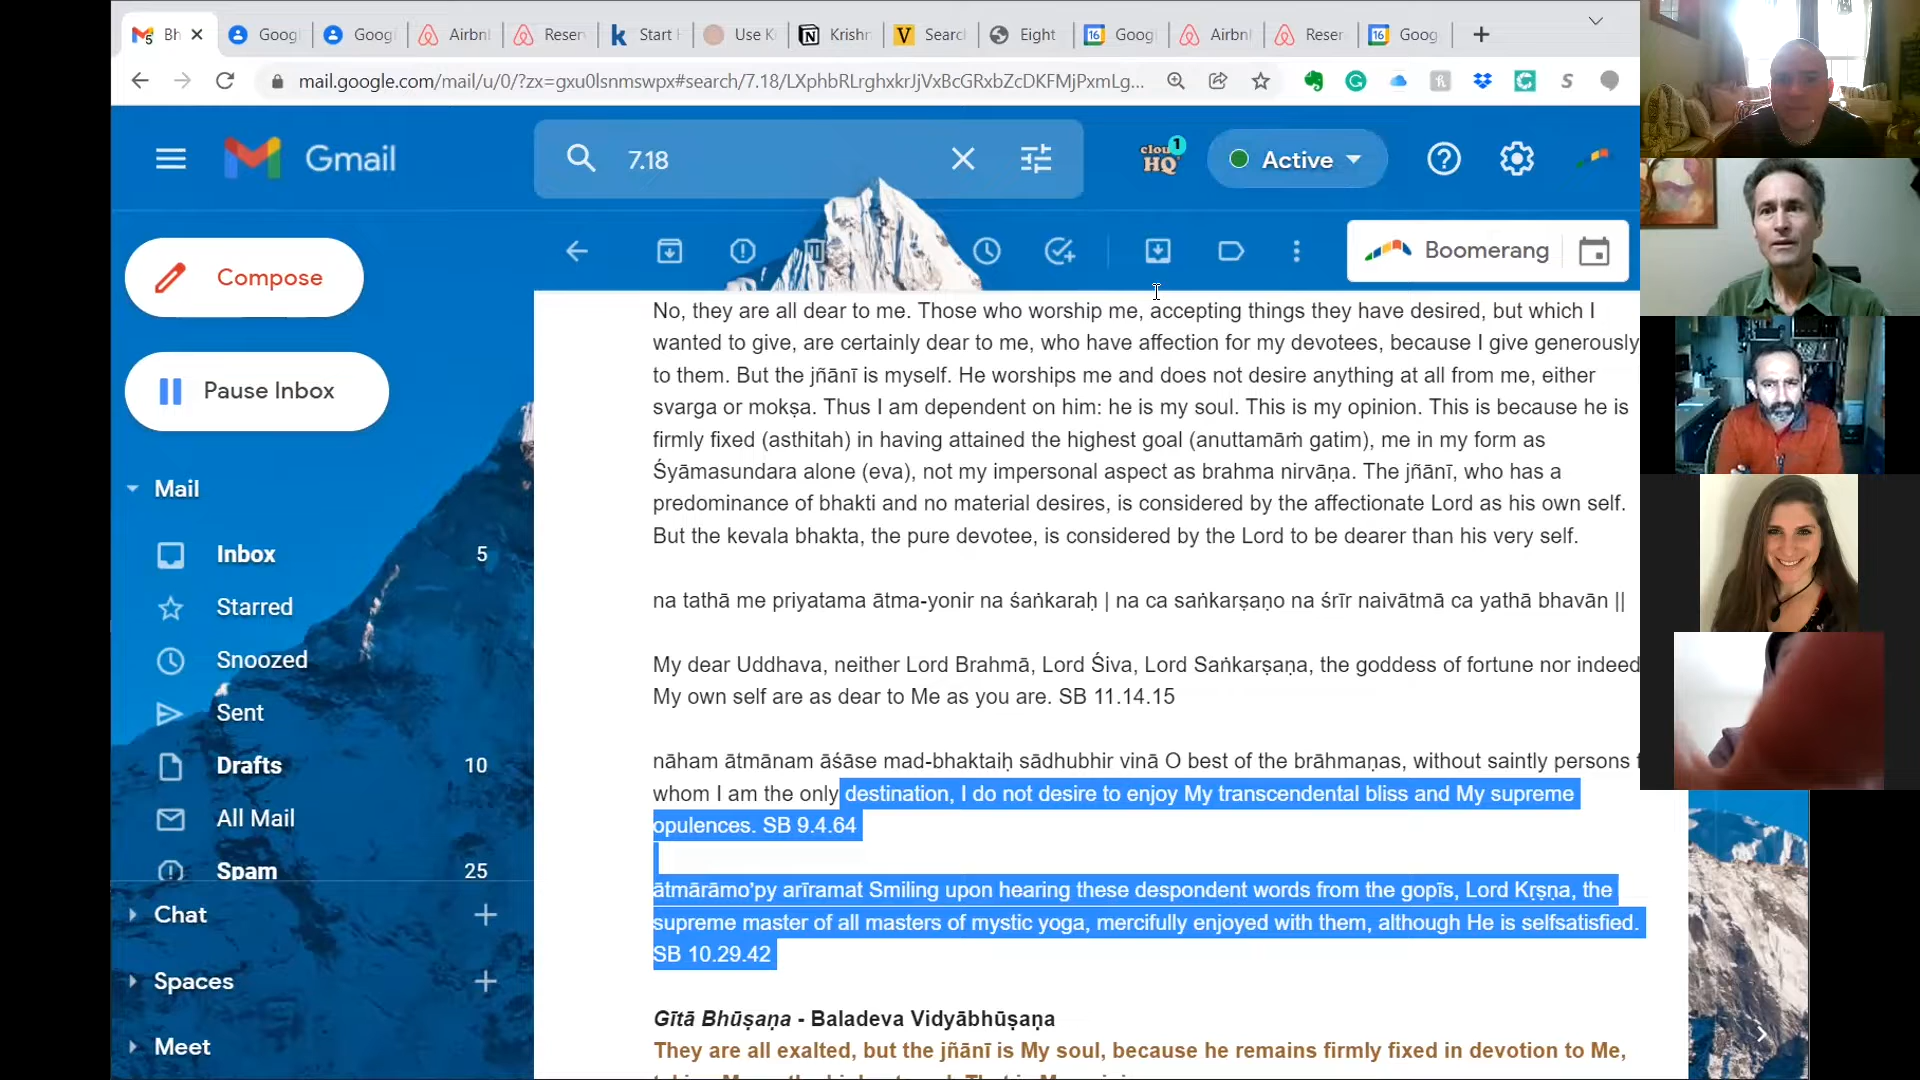 Bh
Goog
Goog
Airbn
Reser
Start
Use K
Krishn
Searc
Eight
Goog
Airbn
Reser
Goog
mail.google.com/mail/u/0/?zx=gxu0lsnmswpx#search/7.18/LXphbRLrghxkrJjVxBcGRxbZcDKFMjPxmLg...
Gmail
7.18
HQ
1
Active
Compose
Boomerang
Pause Inbox
Mail
Inbox 5
Starred
Snoozed
Sent
Drafts 10
All Mail
Spam 25
Chat
Spaces
Meet
No, they are all dear to me. Those who worship me, accepting things they have desired, but which I
wanted to give, are certainly dear to me, who have affection for my devotees, because I give generously
to them. But the jñānī is myself. He worships me and does not desire anything at all from me, either
svarga or mokṣa. Thus I am dependent on him: he is my soul. This is my opinion. This is because he is
firmly fixed (asthitah) in having attained the highest goal (anuttamāṁ gatim), me in my form as
Śyāmasundara alone (eva), not my impersonal aspect as brahma nirvāṇa. The jñānī, who has a
predominance of bhakti and no material desires, is considered by the affectionate Lord as his own self.
But the kevala bhakta, the pure devotee, is considered by the Lord to be dearer than his very self.
na tathā me priyatama ātma-yonir na śaṅkaraḥ | na ca saṅkarṣaṇo na śrīr naivātmā ca yathā bhavān ||
My dear Uddhava, neither Lord Brahmā, Lord Śiva, Lord Saṅkarṣaṇa, the goddess of fortune nor indeed
My own self are as dear to Me as you are. SB 11.14.15
nāham ātmānam āśāse mad-bhaktaiḥ sādhubhir vinā O best of the brāhmaṇas, without saintly persons
whom I am the only destination, I do not desire to enjoy My transcendental bliss and My supreme
opulences. SB 9.4.64
ātmārāmo'py arīramat Smiling upon hearing these despondent words from the gopīs, Lord Kṛṣṇa, the
supreme master of all masters of mystic yoga, mercifully enjoyed with them, although He is selfsatisfied.
SB 10.29.42
Gītā Bhūṣaṇa - Baladeva Vidyābhūṣaṇa
They are all exalted, but the jñānī is My soul, because he remains firmly fixed in devotion to Me,